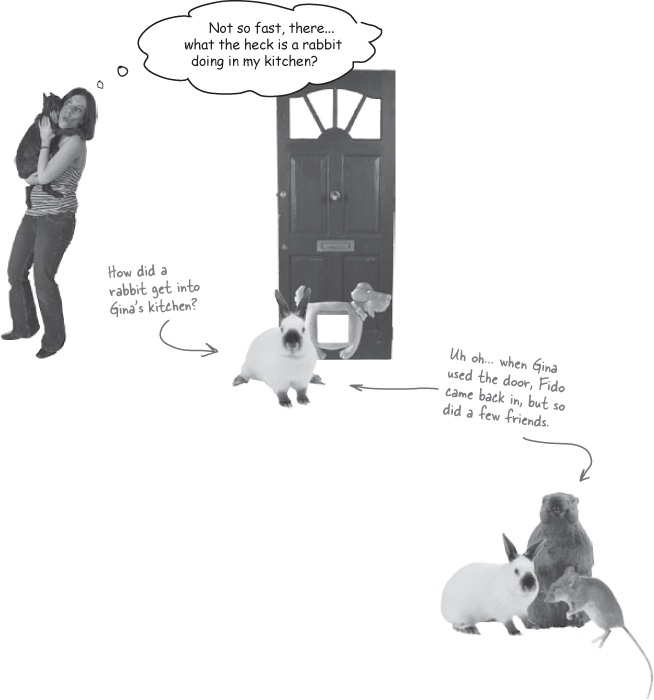 Not so fast, there...
what the heck is a rabbit
doing in my kitchen?
How did a
rabbit get into
Gina's kitchen?
Uh oh... when Gina
used the door, Fido
came back in, but so
did a few friends.